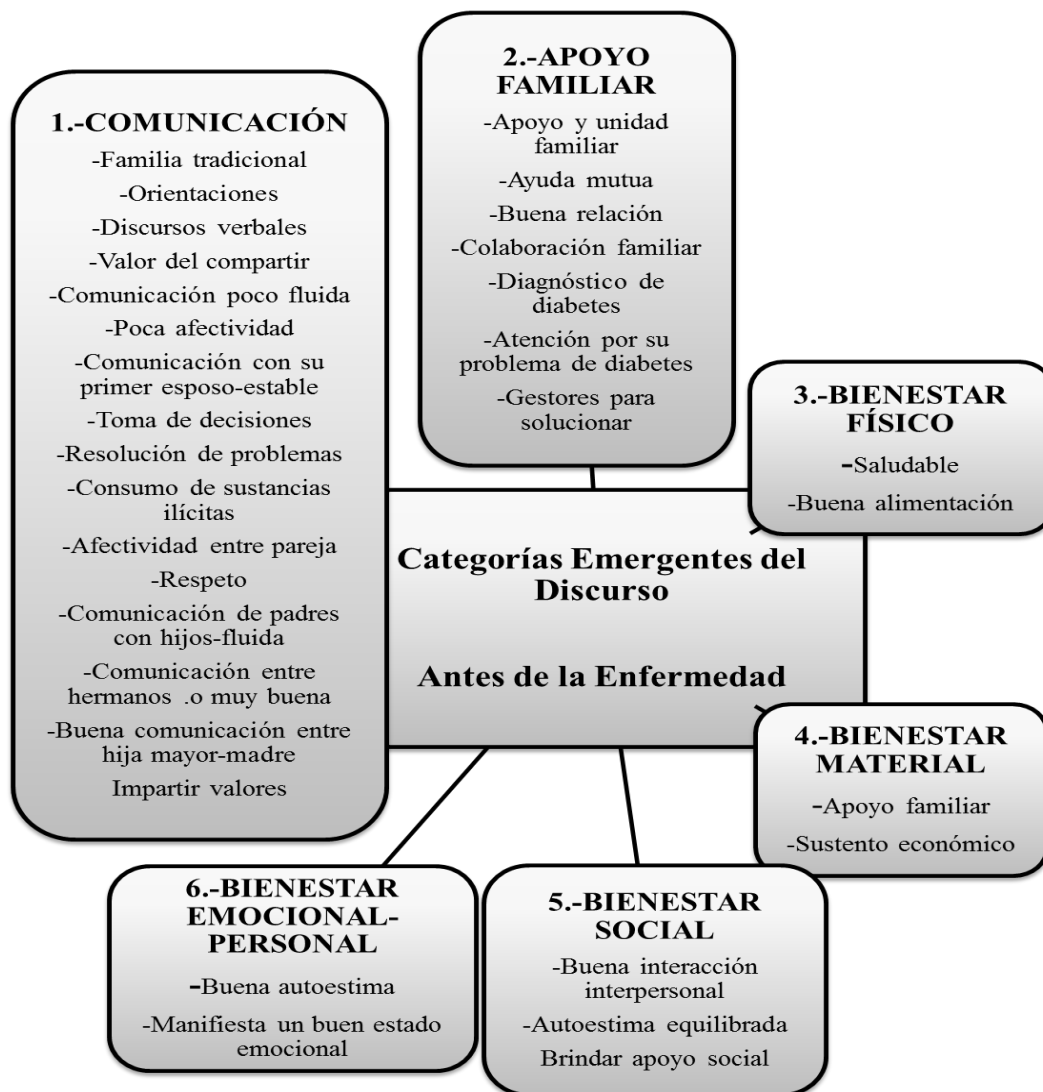 1.-COMUNICACIÓN
-Familia tradicional
-Orientaciones
-Discursos verbales
-Valor del compartir
-Comunicación poco fluida
-Poca afectividad
-Comunicación con su
primer esposo-estable
-Toma de decisiones
-Resolución de problemas
-Consumo de sustancias
ilícitas
-Afectividad entre pareja
-Respeto
-Comunicación de padres
con hijos-fluida
-Comunicación entre
hermanos .o muy buena
-Buena comunicación entre
hija mayor-madre
Impartir valores
2.-APOYO
FAMILIAR
-Apoyo y unidad
familiar
-Ayuda mutua
-Buena relación
-Colaboración familiar
-Diagnóstico de
diabetes
-Atención por su
problema de diabetes
-Gestores para
solucionar
3.-BIENESTAR
FÍSICO
-Saludable
-Buena alimentación
Categorías Emergentes del
Discurso
Antes de la Enfermedad
4.-BIENESTAR
MATERIAL
-Apoyo familiar
-Sustento económico
5.-BIENESTAR
SOCIAL
-Buena interacción
interpersonal
-Autoestima equilibrada
Brindar apoyo social
6.-BIENESTAR
EMOCIONAL-
PERSONAL
-Buena autoestima
-Manifiesta un buen estado
emocional